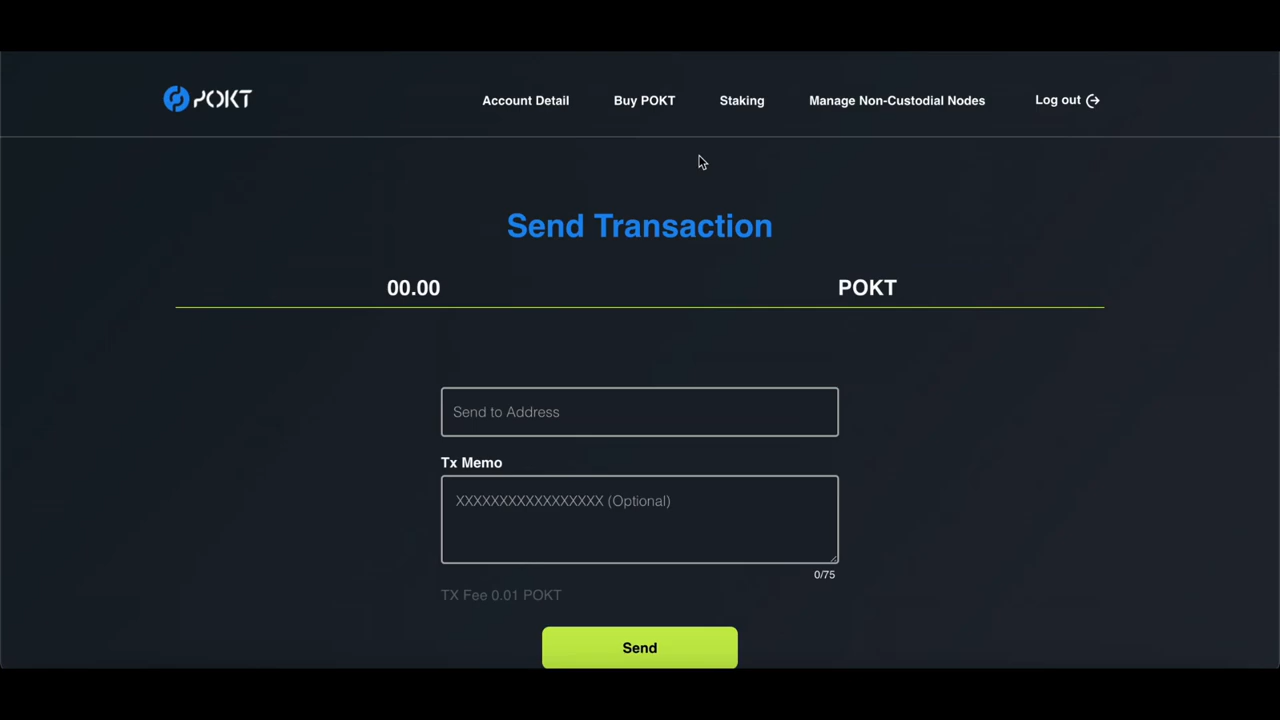 POKT
Account Detail
Buy POKT
Staking
Manage Non-Custodial Nodes
Log out
Send Transaction
00.00
POKT
Send to Address
Tx Memo
XXXXXXXXXXXXXXXXX (Optional)
0/75
TX Fee 0.01 POKT
Send